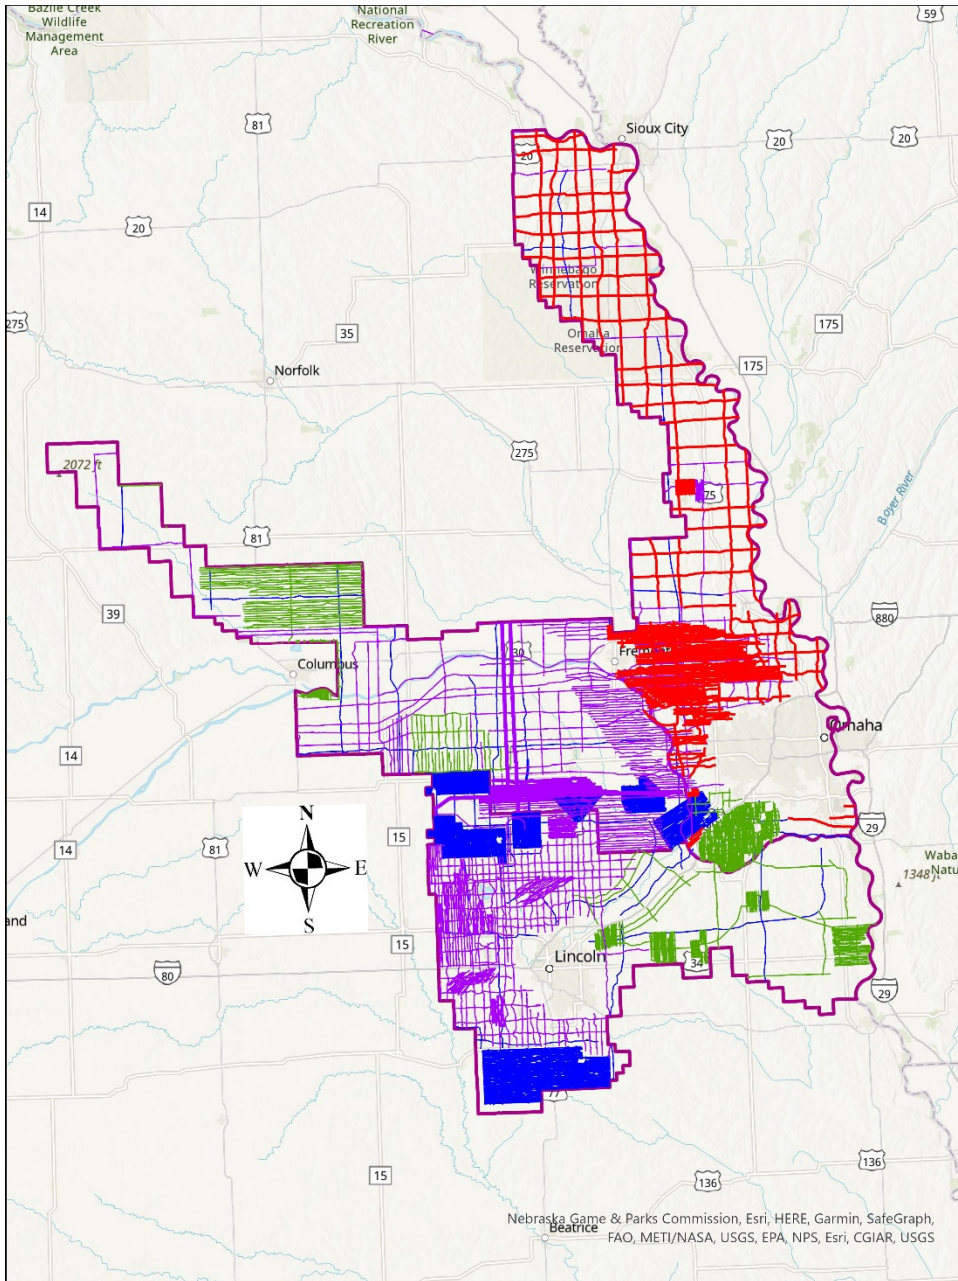 Bazile Creek
Wildlife
Management
Area
National
Recreation
River
59
81
Sioux City
20
20
20
14
20
Winnebago
Reservation
275
35
Omaha
Reservation
175
175
Norfolk
275
2072 ft
75
Boyer River
81
39
880
30
Fremont
Columbus
Omaha
14
N
W
E
S
15
29
14
81
1348 ft
15
Lincoln
34
80
29
77
15
136
136
Nebraska Game & Parks Commission, Esri, HERE, Garmin, SafeGraph,
Beatrice
FAO, METI/NASA, USGS, EPA, NPS, Esri, CGIAR, USGS